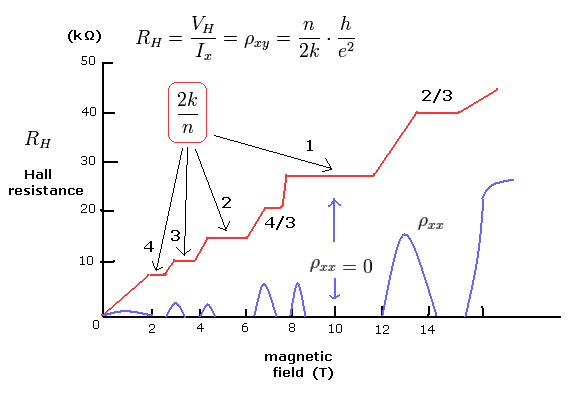 (kΩ)
R_H = V_H / I_x = ρ_xy = n / 2k · h / e²
50
40
30
20
10
0
R_H
Hall
resistance
2k / n
4
3
2
4/3
1
2/3
ρ_xx
ρ_xx = 0
2
4
6
8
10
12
14
magnetic
field (T)